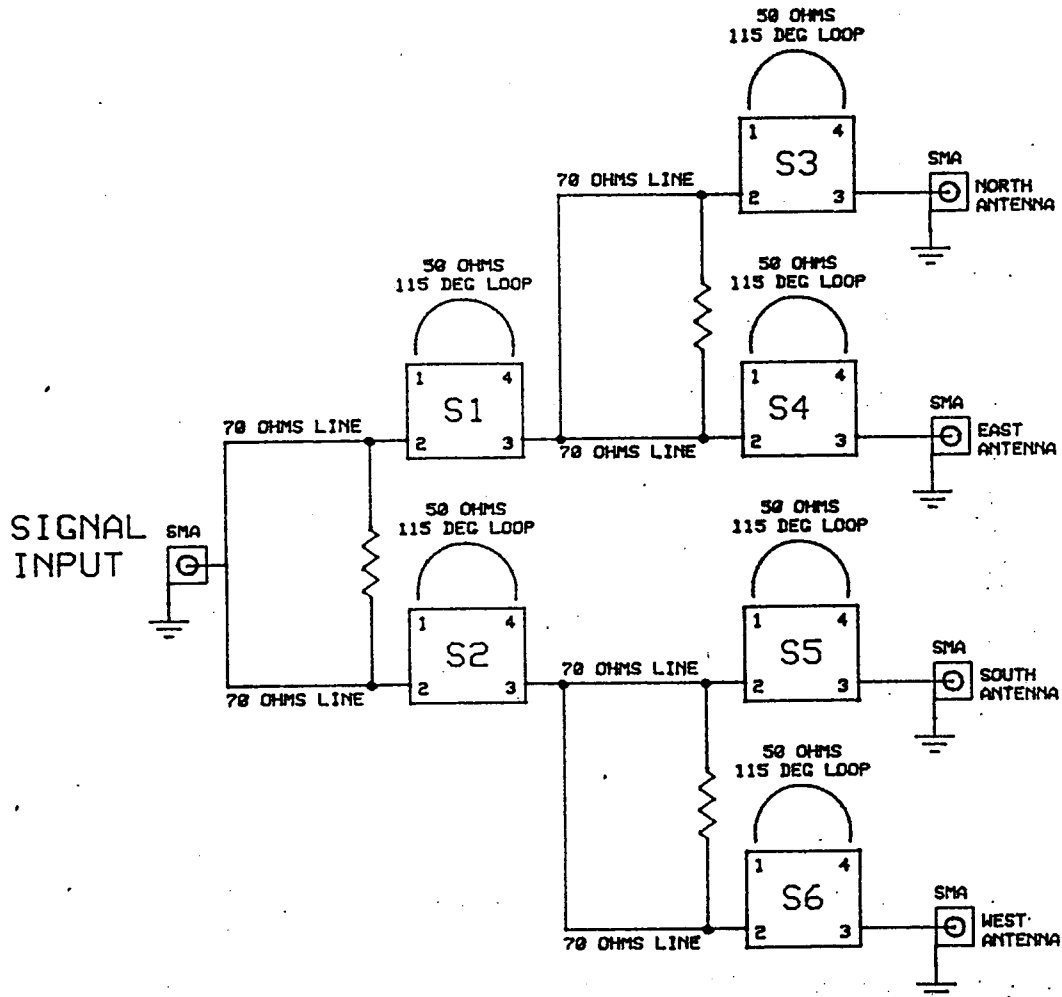 50 OHMS
115 DEG LOOP
1 4
S3
2 3
70 OHMS LINE
SMA
NORTH
ANTENNA
50 OHMS
115 DEG LOOP
1 4
S1
2 3
70 OHMS LINE
50 OHMS
115 DEG LOOP
1 4
S4
2 3
70 OHMS LINE
SMA
EAST
ANTENNA
SIGNAL
INPUT
SMA
50 OHMS
115 DEG LOOP
1 4
S2
2 3
70 OHMS LINE
50 OHMS
115 DEG LOOP
1 4
S5
2 3
70 OHMS LINE
SMA
SOUTH
ANTENNA
50 OHMS
115 DEG LOOP
1 4
S6
2 3
70 OHMS LINE
SMA
WEST
ANTENNA